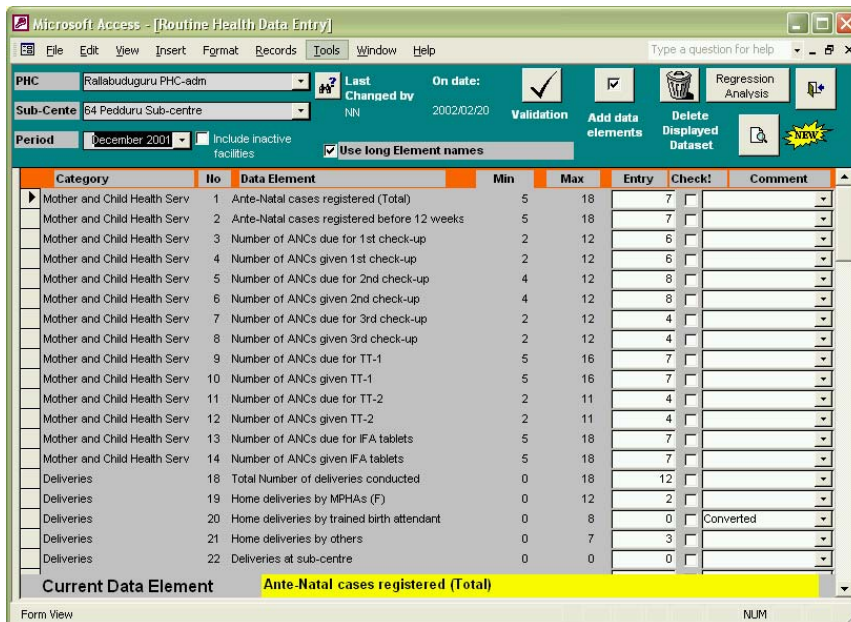 Microsoft Access - [Routine Health Data Entry]
File Edit View Insert Format Records Tools Window Help Type a question for help
PHC Rallabuduguru PHC-adm
Last Changed by On date:
NN 2002/02/20
Sub-Cente 64 Pedduru Sub-centre
Period December 2001 Include inactive facilities
Use long Element names
Validation
Add data elements
Delete Displayed Dataset
Regression Analysis
NEW
Category No Data Element Min Max Entry Check! Comment
Mother and Child Health Serv 1 Ante-Natal cases registered (Total) 5 18 7
Mother and Child Health Serv 2 Ante-Natal cases registered before 12 weeks 5 18 7
Mother and Child Health Serv 3 Number of ANCs due for 1st check-up 2 12 6
Mother and Child Health Serv 4 Number of ANCs given 1st check-up 2 12 6
Mother and Child Health Serv 5 Number of ANCs due for 2nd check-up 4 12 8
Mother and Child Health Serv 6 Number of ANCs given 2nd check-up 4 12 8
Mother and Child Health Serv 7 Number of ANCs due for 3rd check-up 2 12 4
Mother and Child Health Serv 8 Number of ANCs given 3rd check-up 2 12 4
Mother and Child Health Serv 9 Number of ANCs due for TT-1 5 16 7
Mother and Child Health Serv 10 Number of ANCs given TT-1 5 16 7
Mother and Child Health Serv 11 Number of ANCs due for TT-2 2 11 4
Mother and Child Health Serv 12 Number of ANCs given TT-2 2 11 4
Mother and Child Health Serv 13 Number of ANCs due for IFA tablets 5 18 7
Mother and Child Health Serv 14 Number of ANCs given IFA tablets 5 18 7
Deliveries 18 Total Number of deliveries conducted 0 18 12
Deliveries 19 Home deliveries by MPHAs (F) 0 12 2
Deliveries 20 Home deliveries by trained birth attendant 0 8 0 Converted
Deliveries 21 Home deliveries by others 0 7 3
Deliveries 22 Deliveries at sub-centre 0 0 0
Current Data Element Ante-Natal cases registered (Total)
Form View NUM